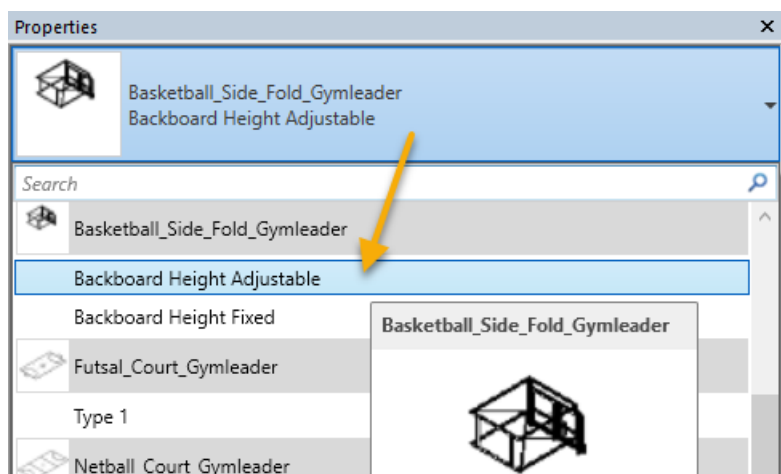 Properties
Basketball_Side_Fold_Gymleader
Backboard Height Adjustable
Search
Basketball_Side_Fold_Gymleader
Backboard Height Adjustable
Backboard Height Fixed
Basketball_Side_Fold_Gymleader
Futsal_Court_Gymleader
Type 1
Netball_Court_Gymleader